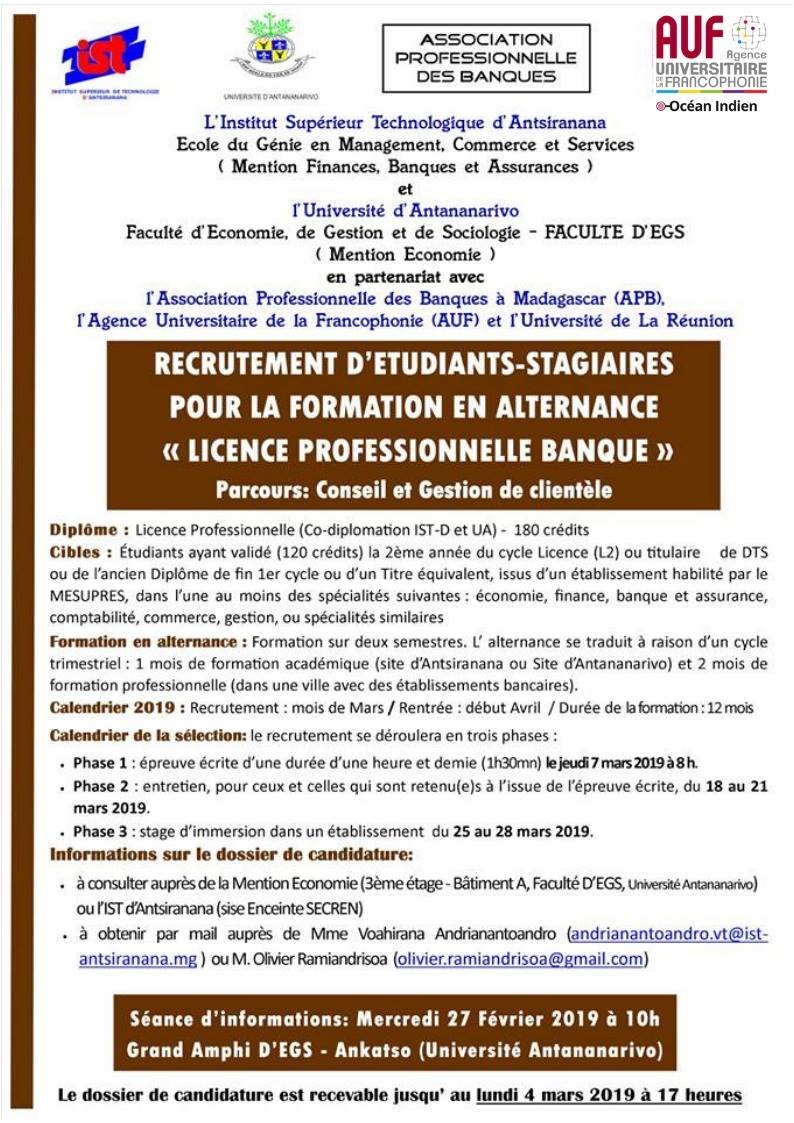 ist
INSTITUT SUPERIEUR DE TECHNOLOGIE
D'ANTSIRANANA
UNIVERSITE D'ANTANANARIVO
ASSOCIATION
PROFESSIONNELLE
DES BANQUES
AUF Agence
UNIVERSITAIRE
DE LA FRANCOPHONIE
Océan Indien
L'Institut Supérieur Technologique d'Antsiranana
Ecole du Génie en Management, Commerce et Services
( Mention Finances, Banques et Assurances )
et
l'Université d'Antananarivo
Faculté d'Economie, de Gestion et de Sociologie - FACULTE D'EGS
( Mention Economie )
en partenariat avec
l'Association Professionnelle des Banques à Madagascar (APB),
l'Agence Universitaire de la Francophonie (AUF) et l'Université de La Réunion
RECRUTEMENT D'ETUDIANTS-STAGIAIRES
POUR LA FORMATION EN ALTERNANCE
« LICENCE PROFESSIONNELLE BANQUE »
Parcours: Conseil et Gestion de clientèle
Diplôme : Licence Professionnelle (Co-diplomation IST-D et UA) - 180 crédits
Cibles : Étudiants ayant validé (120 crédits) la 2ème année du cycle Licence (L2) ou titulaire de DTS
ou de l'ancien Diplôme de fin 1er cycle ou d'un Titre équivalent, issus d'un établissement habilité par le
MESUPRES, dans l'une au moins des spécialités suivantes : économie, finance, banque et assurance,
comptabilité, commerce, gestion, ou spécialités similaires
Formation en alternance : Formation sur deux semestres. L' alternance se traduit à raison d'un cycle
trimestriel : 1 mois de formation académique (site d'Antsiranana ou Site d'Antananarivo) et 2 mois de
formation professionnelle (dans une ville avec des établissements bancaires).
Calendrier 2019 : Recrutement : mois de Mars / Rentrée : début Avril / Durée de la formation : 12 mois
Calendrier de la sélection: le recrutement se déroulera en trois phases :
• Phase 1 : épreuve écrite d'une durée d'une heure et demie (1h30mn) le jeudi 7 mars 2019 à 8 h.
• Phase 2 : entretien, pour ceux et celles qui sont retenu(e)s à l'issue de l'épreuve écrite, du 18 au 21
mars 2019.
• Phase 3 : stage d'immersion dans un établissement du 25 au 28 mars 2019.
Informations sur le dossier de candidature:
• à consulter auprès de la Mention Economie (3ème étage - Bâtiment A, Faculté D'EGS, Université Antananarivo)
ou l'IST d'Antsiranana (sise Enceinte SECREN)
• à obtenir par mail auprès de Mme Voahirana Andrianantoandro (andrianantoandro.vt@ist-
antsiranana.mg ) ou M. Olivier Ramiandrisoa (olivier.ramiandrisoa@gmail.com)
Séance d'informations: Mercredi 27 Février 2019 à 10h
Grand Amphi D'EGS - Ankatso (Université Antananarivo)
Le dossier de candidature est recevable jusqu' au lundi 4 mars 2019 à 17 heures